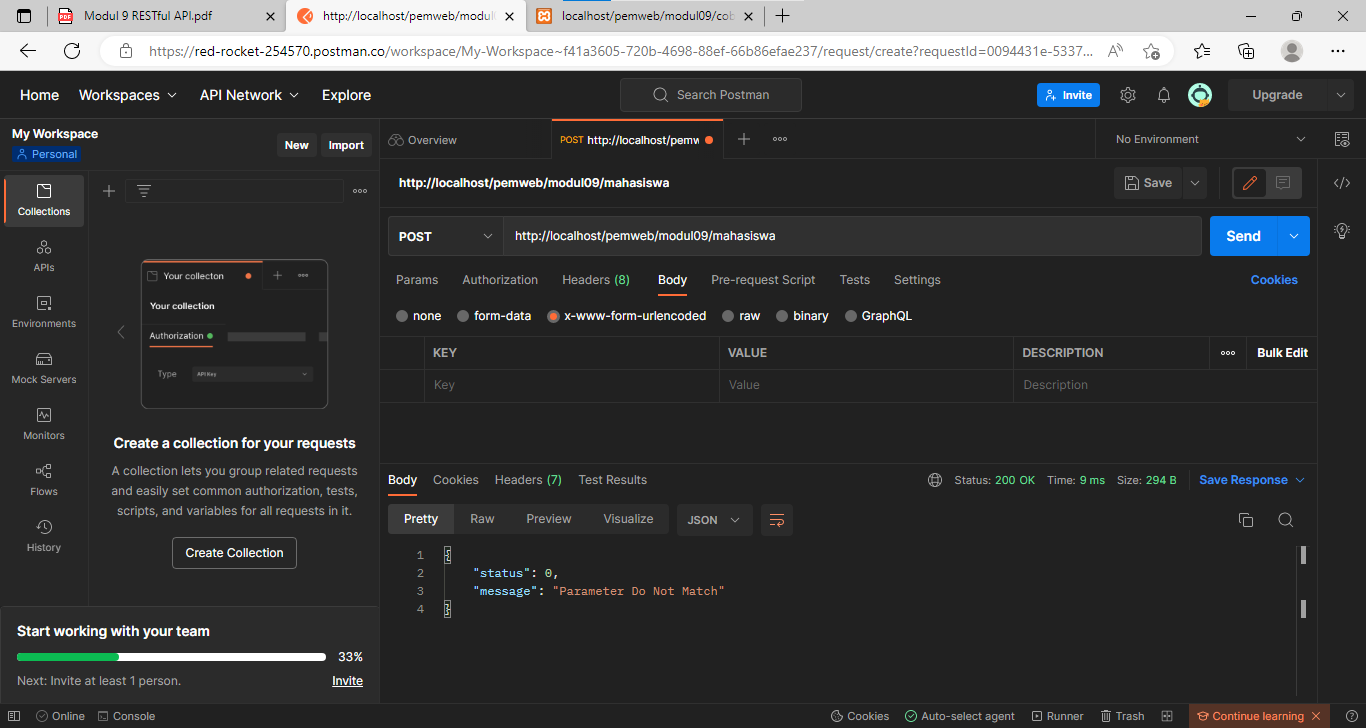 Modul 9 RESTful API.pdf
http://localhost/pemweb/modul
localhost/pemweb/modul09/cob
https://red-rocket-254570.postman.co/workspace/My-Workspace~f41a3605-720b-4698-88ef-66b86efae237/request/create?requestId=0094431e-5337...
Home Workspaces API Network Explore
Search Postman
Invite
Upgrade
My Workspace
Personal
New Import
Overview
POST http://localhost/pemw
No Environment
http://localhost/pemweb/modul09/mahasiswa
Save
POST http://localhost/pemweb/modul09/mahasiswa
Send
Collections
APIs
Environments
Mock Servers
Monitors
Flows
History
Your collecton
Your collection
Authorization
Type API Key
Create a collection for your requests
A collection lets you group related requests
and easily set common authorization, tests,
scripts, and variables for all requests in it.
Create Collection
Start working with your team
33%
Next: Invite at least 1 person. Invite
Params Authorization Headers (8) Body Pre-request Script Tests Settings Cookies
none form-data x-www-form-urlencoded raw binary GraphQL
KEY VALUE DESCRIPTION Bulk Edit
Key Value Description
Body Cookies Headers (7) Test Results
Status: 200 OK Time: 9 ms Size: 294 B Save Response
Pretty Raw Preview Visualize JSON
1 {
2 "status": 0,
3 "message": "Parameter Do Not Match"
4 }
Online Console Cookies Auto-select agent Runner Trash Continue learning